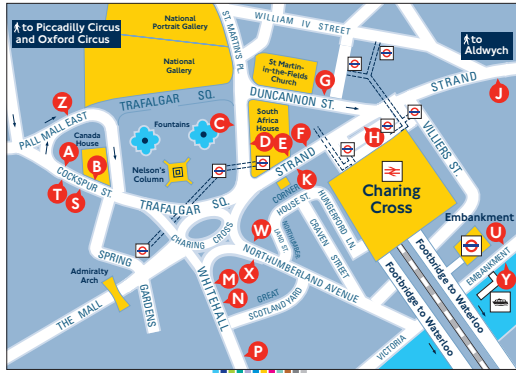 to Piccadilly Circus
and Oxford Circus
National
Portrait Gallery
National
Gallery
ST. MARTIN'S PL.
WILLIAM IV STREET
to
Aldwych
St Martin-
in-the-Fields
Church
G
STRAND
J
DUNCANNON ST.
Z
PALL MALL EAST
TRAFALGAR SQ.
Fountains
C
South
Africa
House
D
E
F
H
VILLIERS ST.
Canada
House
A
B
COCKSPUR ST.
T
S
Nelson's
Column
STRAND
K
CORNER
HOUSE ST.
HUNGERFORD LN.
Charing
Cross
TRAFALGAR SQ.
CHARING CROSS
W
NORTHUMBERLAND ST.
CRAVEN STREET
Embankment
U
EMBANKMENT
Y
SPRING
GARDENS
Admiralty
Arch
THE MALL
WHITEHALL
M
X
N
NORTHUMBERLAND AVENUE
GREAT
SCOTLAND YARD
Footbridge to Waterloo
Footbridge to Waterloo
P
VICTORIA